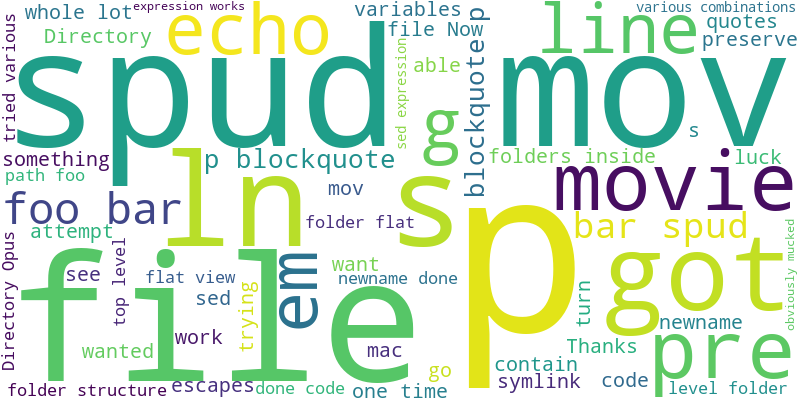 expression works
various combinations
whole lot
variables
echo
line
quotes
Directory
file Now
preserve
tried various
spud
mov
able
sed expression
blockquote p
g
s
something
p blockquote
folders inside
luck
path foo
mov
movie
foo bar
ln
s
p
folder flat
bar spud
attempt
Directory Opus
see
top level
flat view
want
em
got
obviously mucked
file
sed
newname done
trying
turn
newname
wanted
work
mac
Thanks
pre
contain
go
folder structure
escapes
done code
one time
symlink
code
level folder